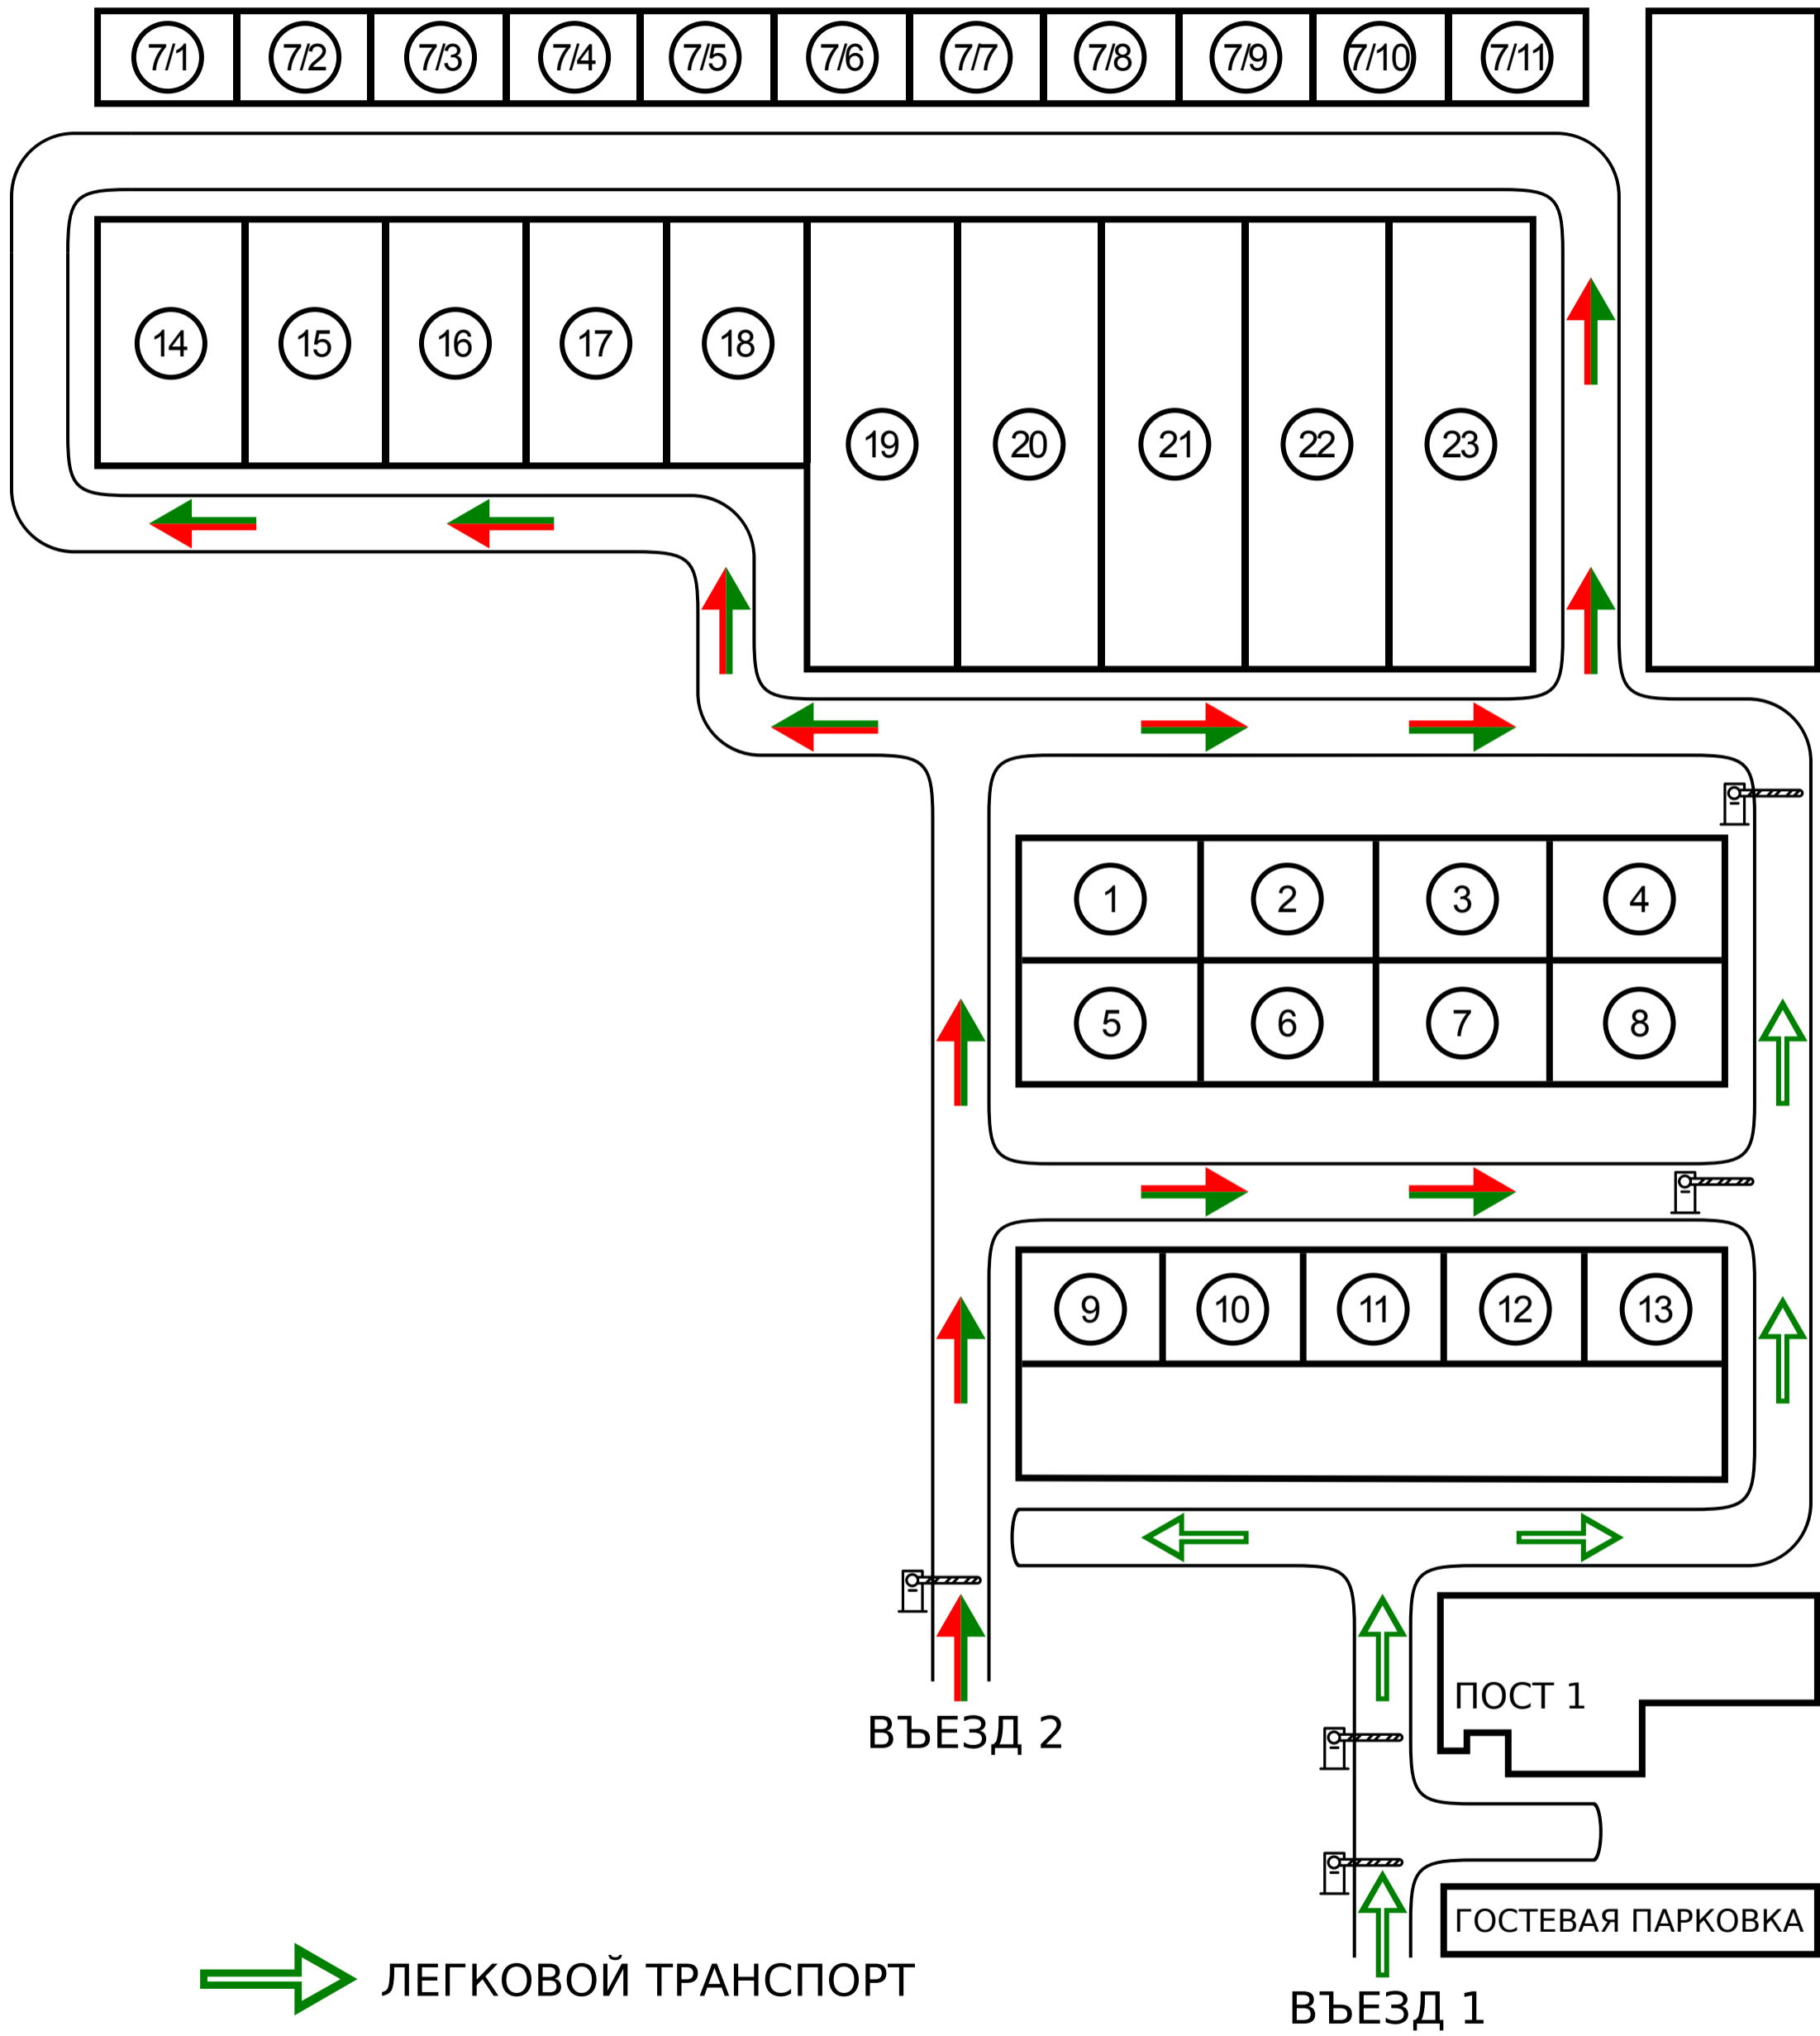 7/1 7/2 7/3 7/4 7/5 7/6 7/7 7/8 7/9 7/10 7/11
14 15 16 17 18
19 20 21 22 23
1 2 3 4
5 6 7 8
9 10 11 12 13
ПОСТ 1
ВЪЕЗД 2
ГОСТЕВАЯ ПАРКОВКА
ЛЕГКОВОЙ ТРАНСПОРТ
ВЪЕЗД 1